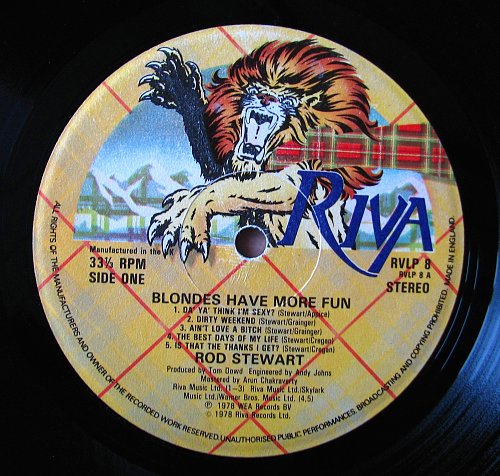 RIVA
Manufactured in the UK
33⅓ RPM
SIDE ONE
RVLP 8
RVLP 8 A
STEREO
BLONDES HAVE MORE FUN
1. DA' YA' THINK I'M SEXY? (Stewart/Appice)
2. DIRTY WEEKEND (Stewart/Grainger)
3. AIN'T LOVE A BITCH (Stewart/Grainger)
4. THE BEST DAYS OF MY LIFE (Stewart/Cregan)
5. IS THAT THE THANKS I GET? (Stewart/Cregan)
ROD STEWART
Produced by Tom Dowd Engineered by Andy Johns
Mastered by Arun Chakraverty
Riva Music Ltd. (1–3) Riva Music Ltd./Skylark
Music Ltd./Warner Bros. Music Ltd. (4,5)
℗ 1978 WEA Records BV
© 1978 Riva Records Ltd.
ALL RIGHTS OF THE MANUFACTURER AND OWNER OF THE RECORDED WORK RESERVED. UNAUTHORISED PUBLIC PERFORMANCES, BROADCASTING AND COPYING PROHIBITED. MADE IN ENGLAND.